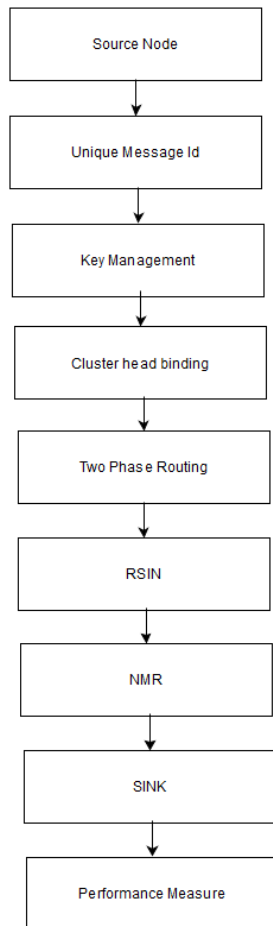 Source Node
Unique Message Id
Key Management
Cluster head binding
Two Phase Routing
RSIN
NMR
SINK
Performance Measure